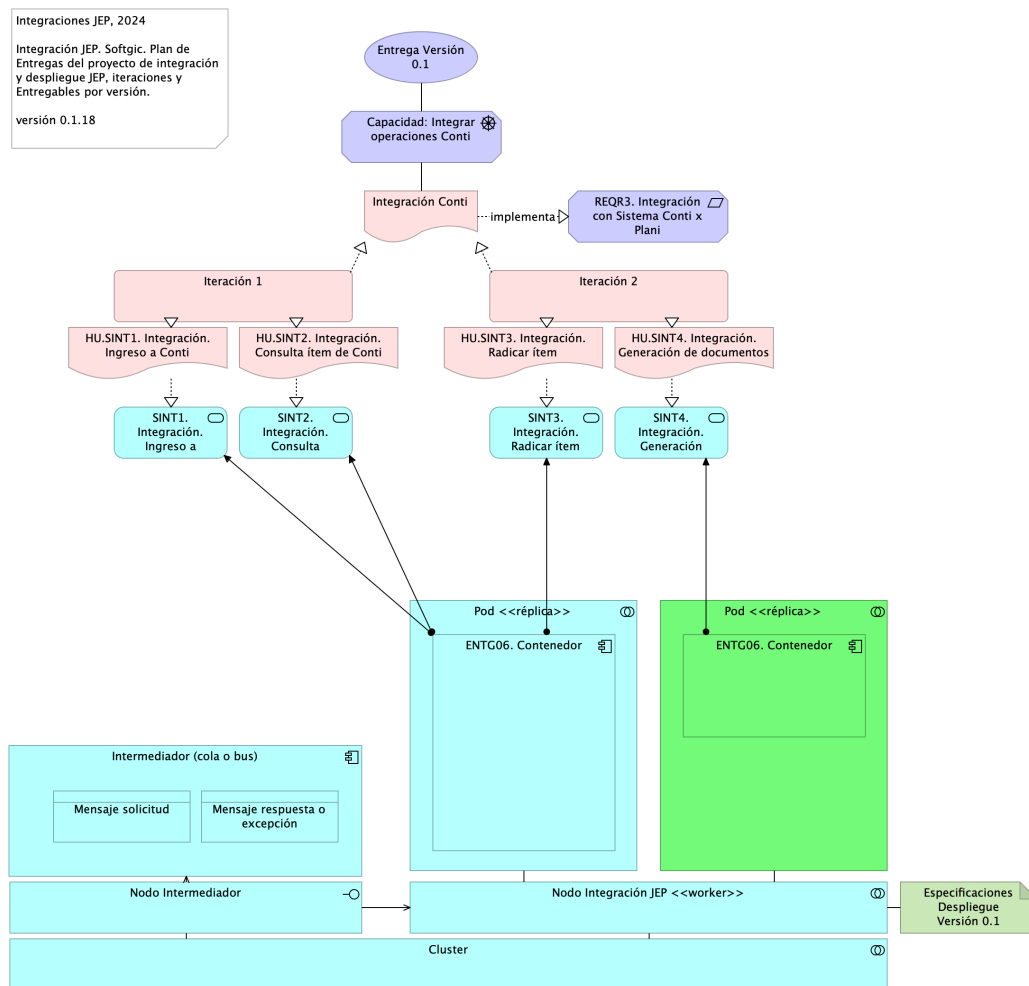 Integraciones JEP, 2024
Integración JEP. Softgic. Plan de
Entregas del proyecto de integración
y despliegue JEP, iteraciones y
Entregables por versión.
versión 0.1.18
Entrega Versión
0.1
Capacidad: Integrar
operaciones Conti
Integración Conti
implementa
REQR3. Integración
con Sistema Conti x
Plani
Iteración 1
Iteración 2
HU.SINT1. Integración.
Ingreso a Conti
HU.SINT2. Integración.
Consulta ítem de Conti
HU.SINT3. Integración.
Radicar ítem
HU.SINT4. Integración.
Generación de documentos
SINT1.
Integración.
Ingreso a
SINT2.
Integración.
Consulta
SINT3.
Integración.
Radicar ítem
SINT4.
Integración.
Generación
Pod <<réplica>>
ENTG06. Contenedor
Pod <<réplica>>
ENTG06. Contenedor
Intermediador (cola o bus)
Mensaje solicitud
Mensaje respuesta o
excepción
Nodo Intermediador
Nodo Integración JEP <<worker>>
Especificaciones
Despliegue
Versión 0.1
Cluster